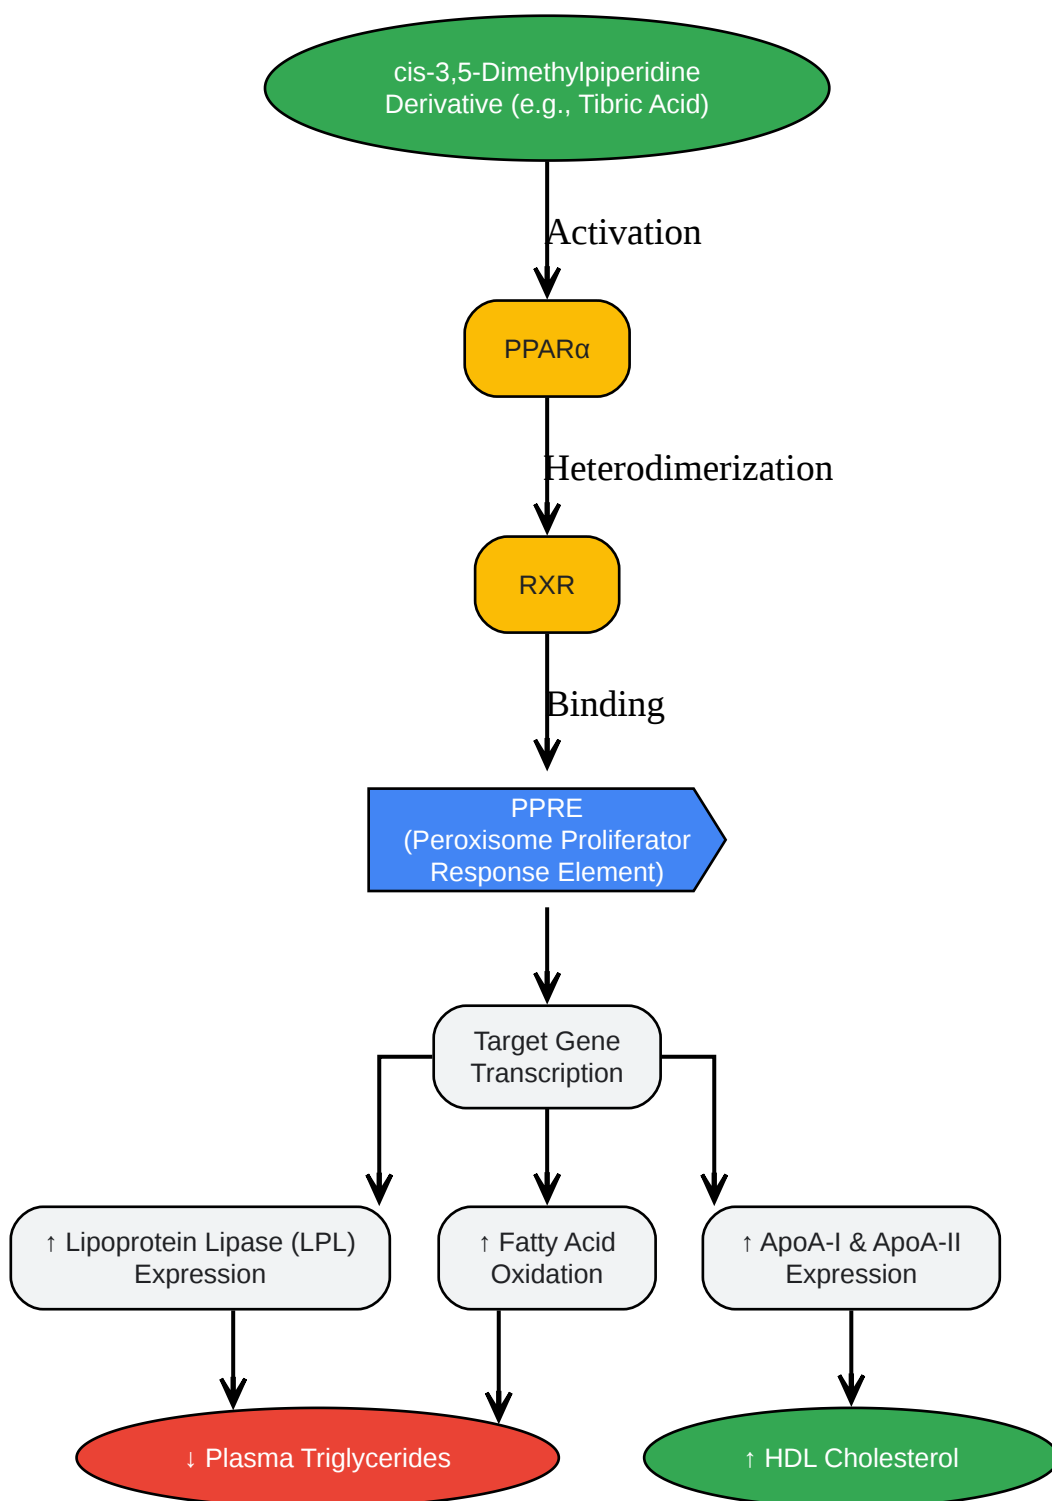 cis-3,5-Dimethylpiperidine
Derivative (e.g., Tibric Acid)
Activation
PPARα
Heterodimerization
RXR
Binding
PPRE
(Peroxisome Proliferator
Response Element)
Target Gene
Transcription
↑ Lipoprotein Lipase (LPL)
Expression
↑ Fatty Acid
Oxidation
↑ ApoA-I & ApoA-II
Expression
↓ Plasma Triglycerides
↑ HDL Cholesterol